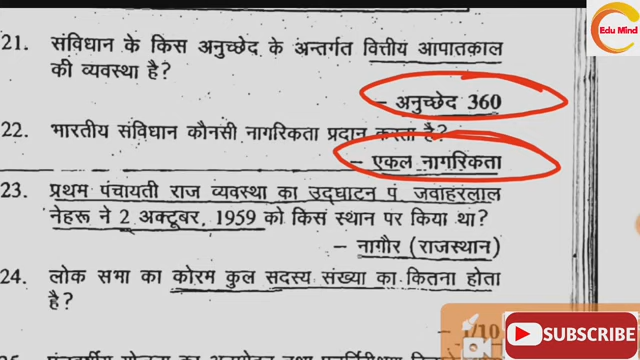 Edu Mind
21. संविधान के किस अनुच्छेद के अन्तर्गत वित्तीय आपातकाल
की व्यवस्था है?
– अनुच्छेद 360
22. भारतीय संविधान कौनसी नागरिकता प्रदान करता है?
– एकल नागरिकता
23. प्रथम पंचायती राज व्यवस्था का उद्घाटन पं. जवाहरलाल
नेहरू ने 2 अक्टूबर, 1959 को किस स्थान पर किया था?
– नागौर (राजस्थान)
24. लोक सभा का कोरम कुल सदस्य संख्या का कितना होता
है?
– 1/10
SUBSCRIBE